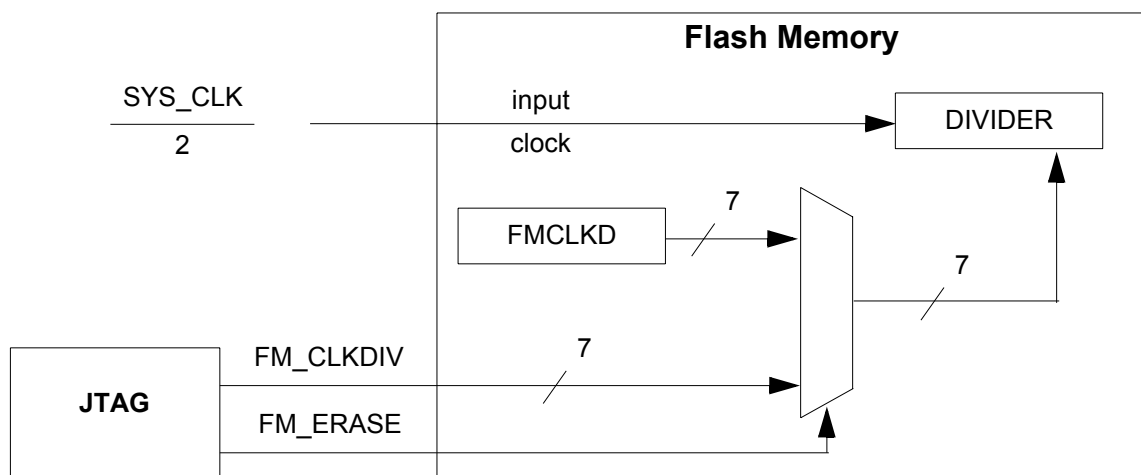 Flash Memory
SYS_CLK
2
input
clock
DIVIDER
FMCLKD
7
7
FM_CLKDIV
7
JTAG
FM_ERASE